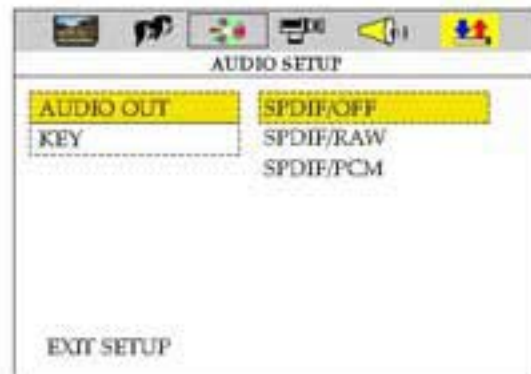 AUDIO SETUP
AUDIO OUT
SPDIF/OFF
KEY
SPDIF/RAW
SPDIF/PCM
EXIT SETUP